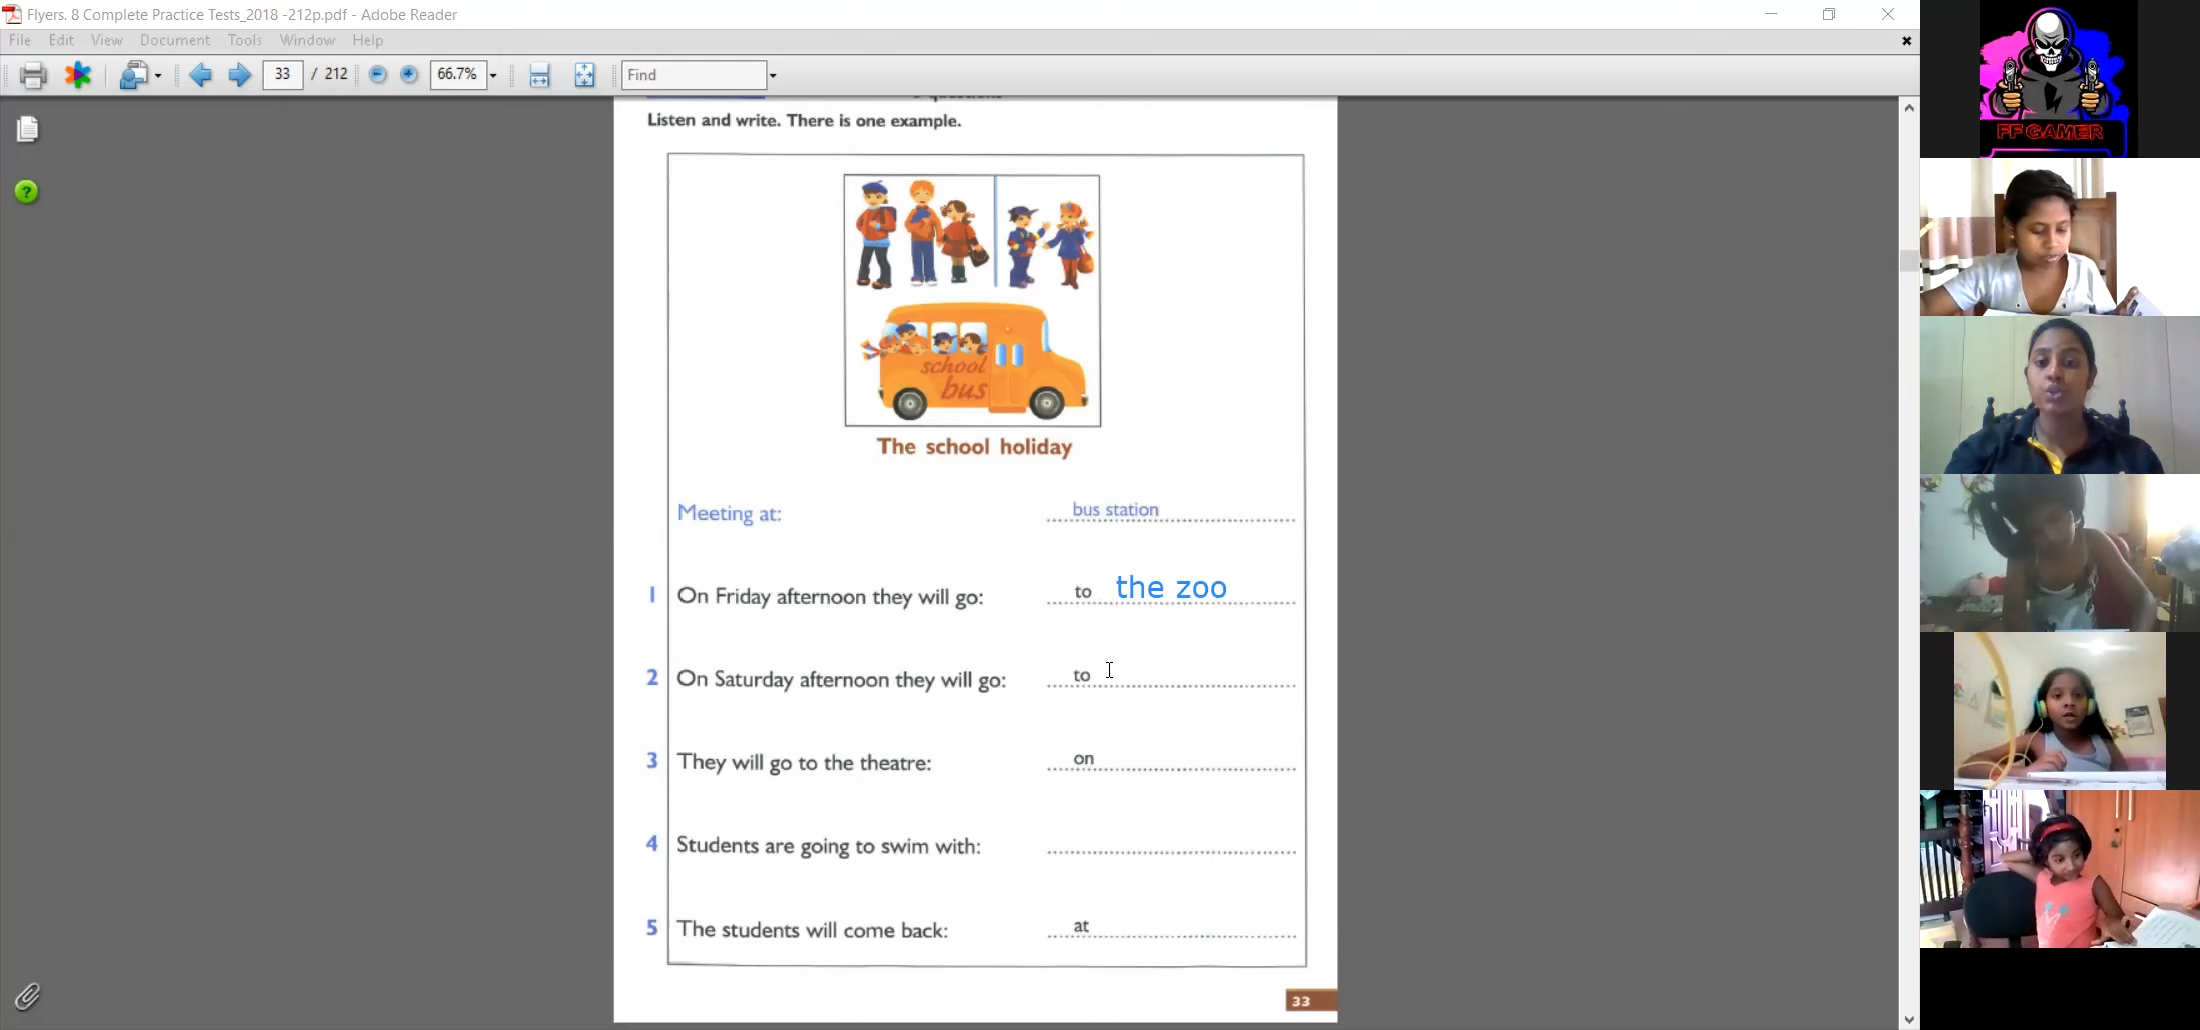 Flyers. 8 Complete Practice Tests_2018 -212p.pdf - Adobe Reader
File Edit View Document Tools Window Help
33 / 212 66.7% Find
Listen and write. There is one example.
school
bus
The school holiday
Meeting at: bus station
1 On Friday afternoon they will go: to the zoo
2 On Saturday afternoon they will go: to
3 They will go to the theatre: on
4 Students are going to swim with:
5 The students will come back: at
33
FF GAMER